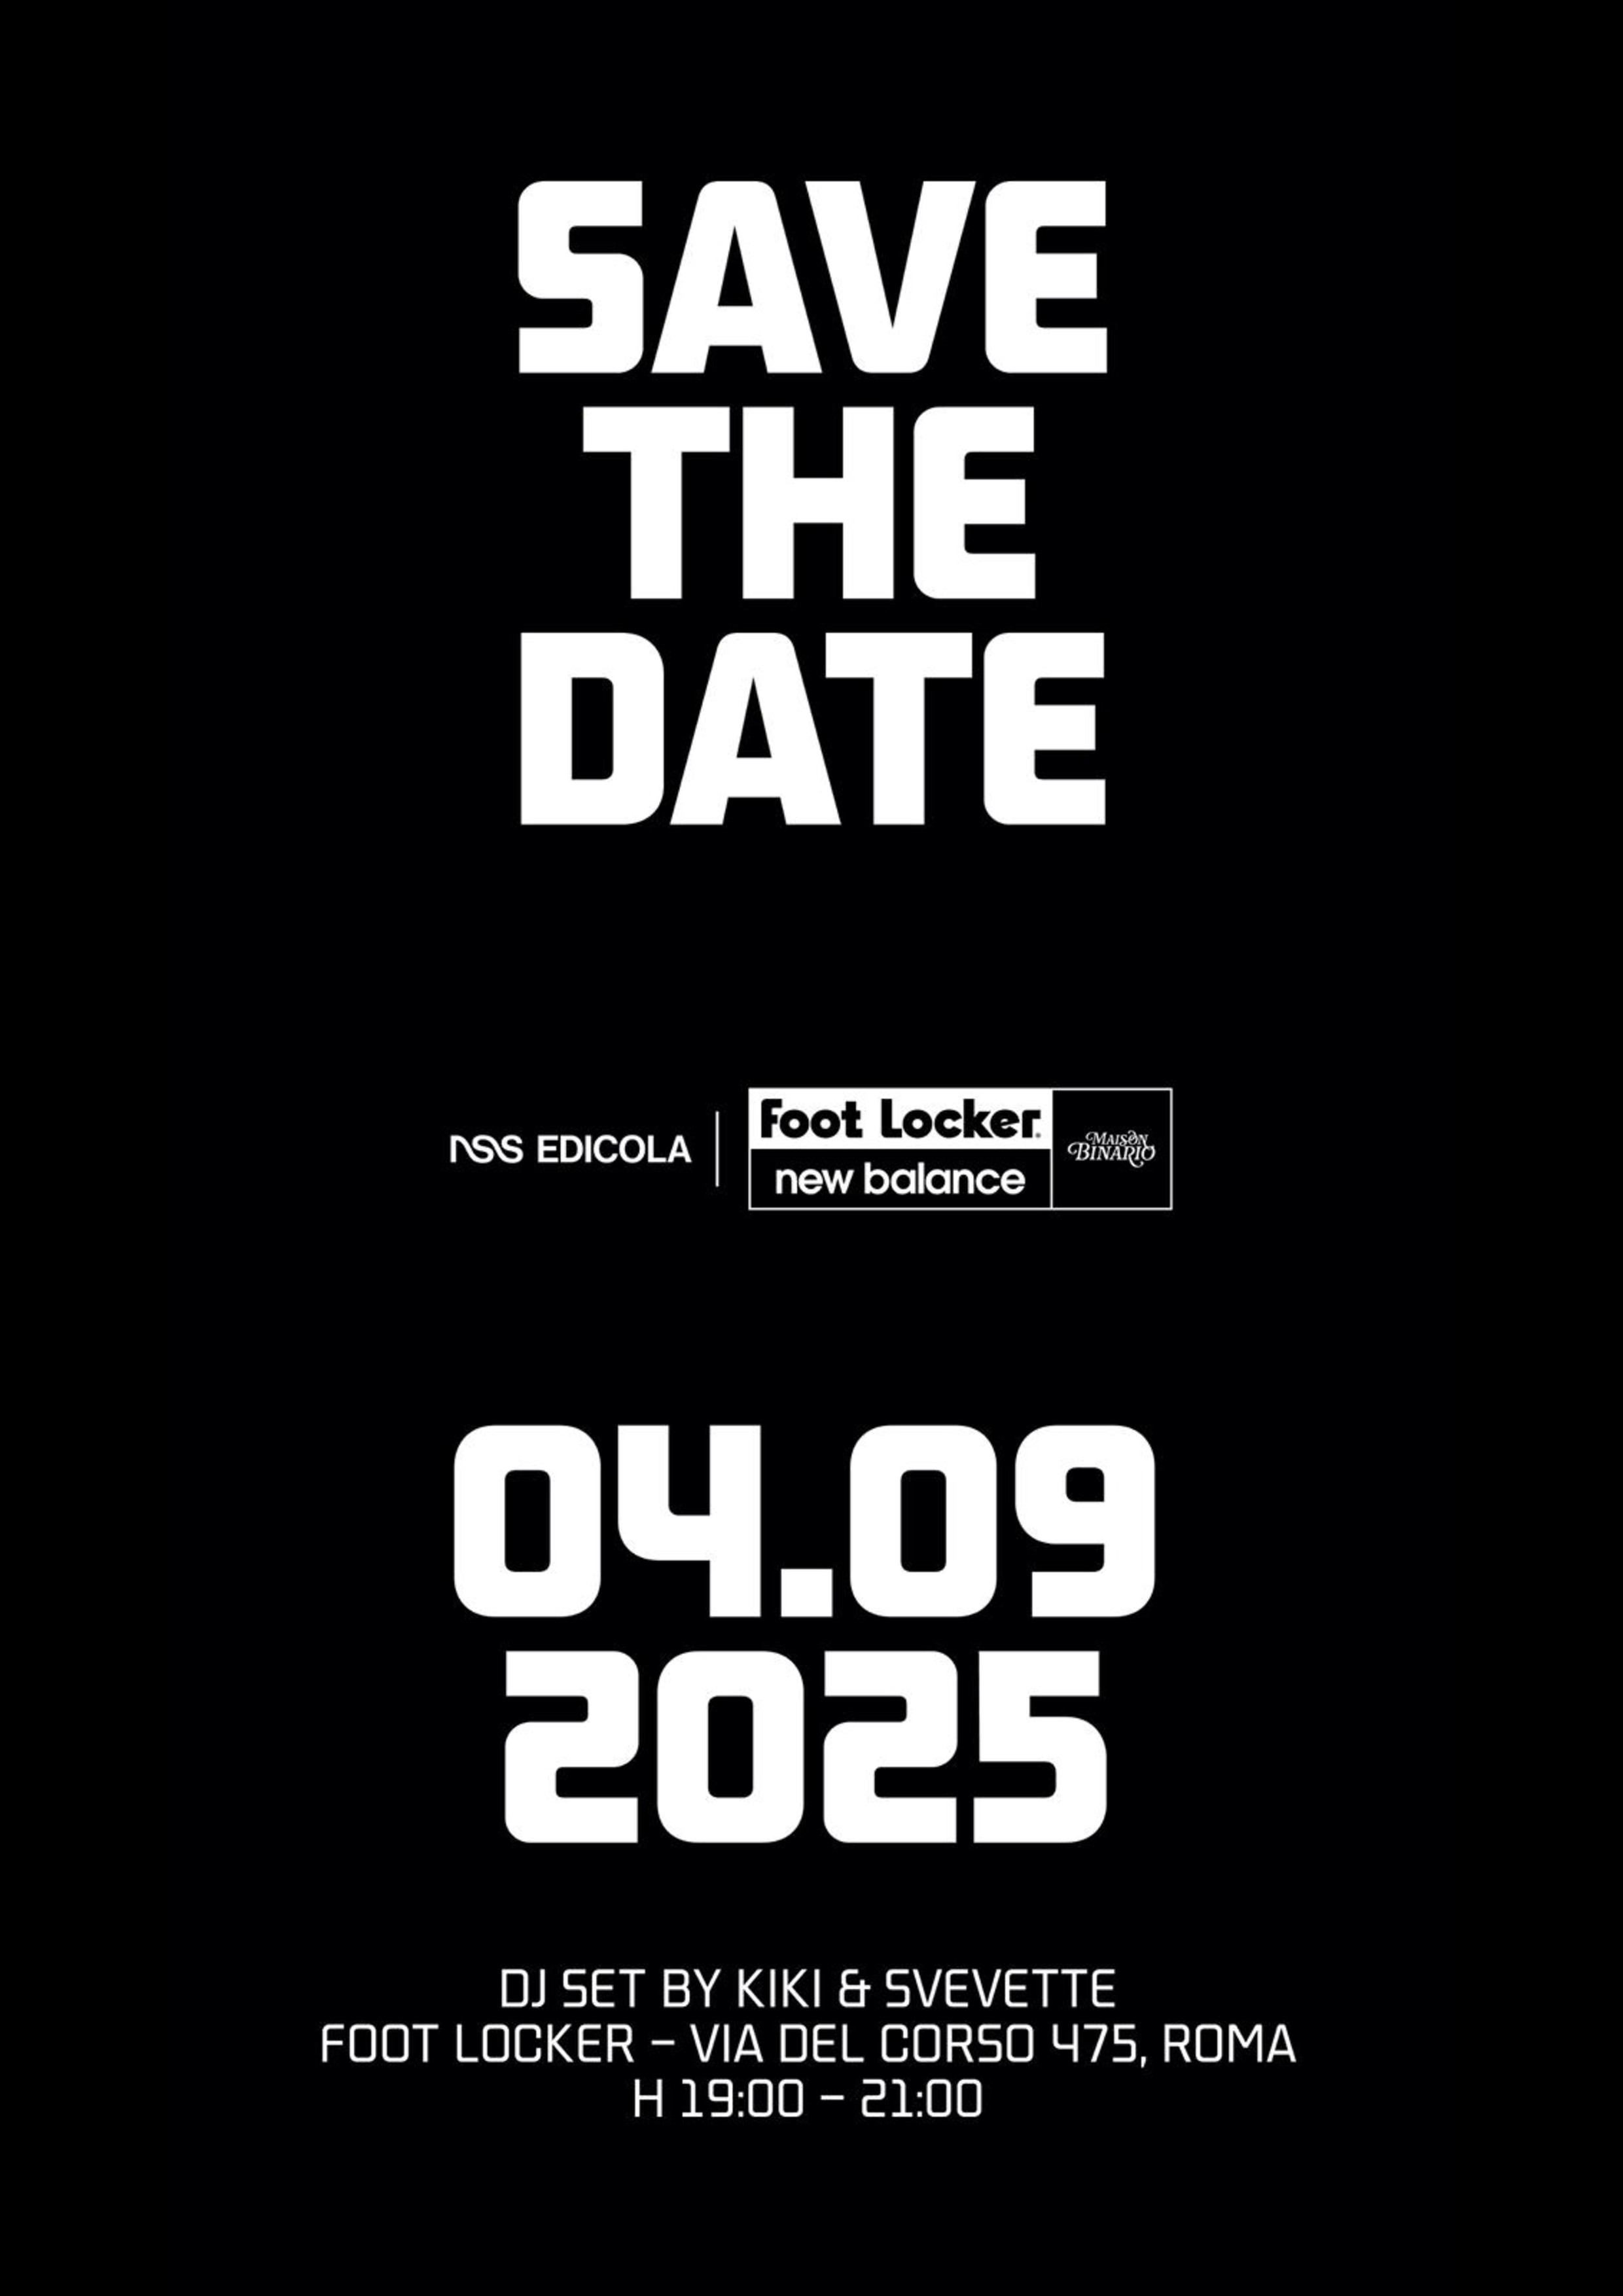 SAVE
THE
DATE
nss EDICOLA
Foot Locker®
new balance
MAISON
BINARIO
04.09
2025
DJ SET BY KIKI & SVEVETTE
FOOT LOCKER – VIA DEL CORSO 475, ROMA
H 19:00 – 21:00